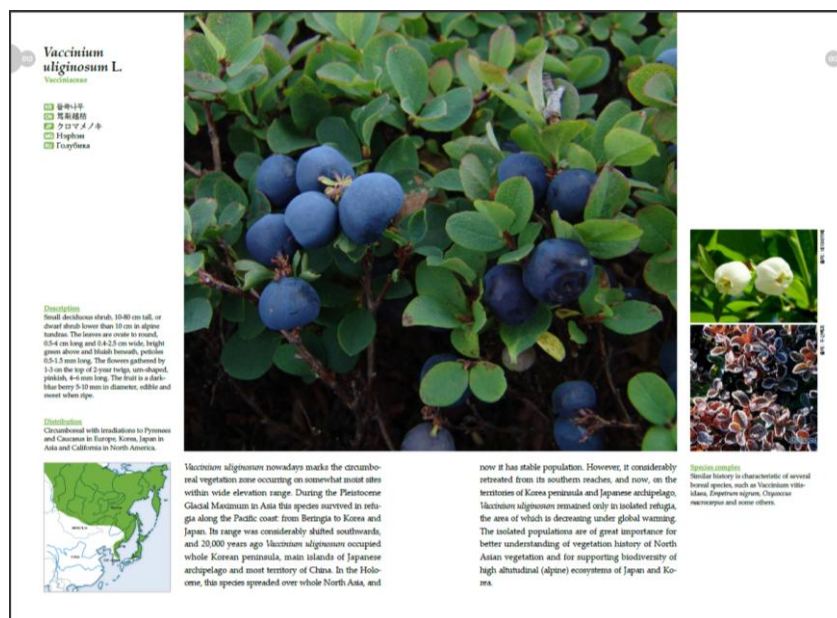 Vaccinium
uliginosum L.
Vacciniaceae
KR 들쭉나무
CN 笃斯越桔
JP クロマメノキ
MN Нэрhэн
RU Голубика
Description
Small deciduous shrub, 10-80 cm tall, or
dwarf shrub lower than 10 cm in alpine
tundras. The leaves are ovate to round,
0.5-4 cm long and 0.4-2.5 cm wide, bright
green above and bluish beneath, petioles
0.5-1.5 mm long. The flowers gathered by
1-3 on the top of 2-year twigs, urn-shaped,
pinkish, 4-6 mm long. The fruit is a dark-
blue berry 5-10 mm in diameter, edible and
sweet when ripe.
Distribution
Circumboreal with irradiations to Pyrenees
and Caucasus in Europe, Korea, Japan in
Asia and California in North America.
Vaccinium uliginosum nowadays marks the circumbo-
real vegetation zone occurring on somewhat moist sites
within wide elevation range. During the Pleistocene
Glacial Maximum in Asia this species survived in refu-
gia along the Pacific coast: from Beringia to Korea and
Japan. Its range was considerably shifted southwards,
and 20,000 years ago Vaccinium uliginosum occupied
whole Korean peninsula, main islands of Japanese
archipelago and most territory of China. In the Holo-
cene, this species spreaded over whole North Asia, and
now it has stable population. However, it considerably
retreated from its southern reaches, and now, on the
territories of Korea peninsula and Japanese archipelago,
Vaccinium uliginosum remained only in isolated refugia,
the area of which is decreasing under global warming.
The isolated populations are of great importance for
better understanding of vegetation history of North
Asian vegetation and for supporting biodiversity of
high altutudinal (alpine) ecosystems of Japan and Ko-
rea.
Species complex
Similar history is characteristic of several
boreal species, such as Vaccinium vitis-
idaea, Empetrum nigrum, Oxycoccus
macrocarpus and some others.